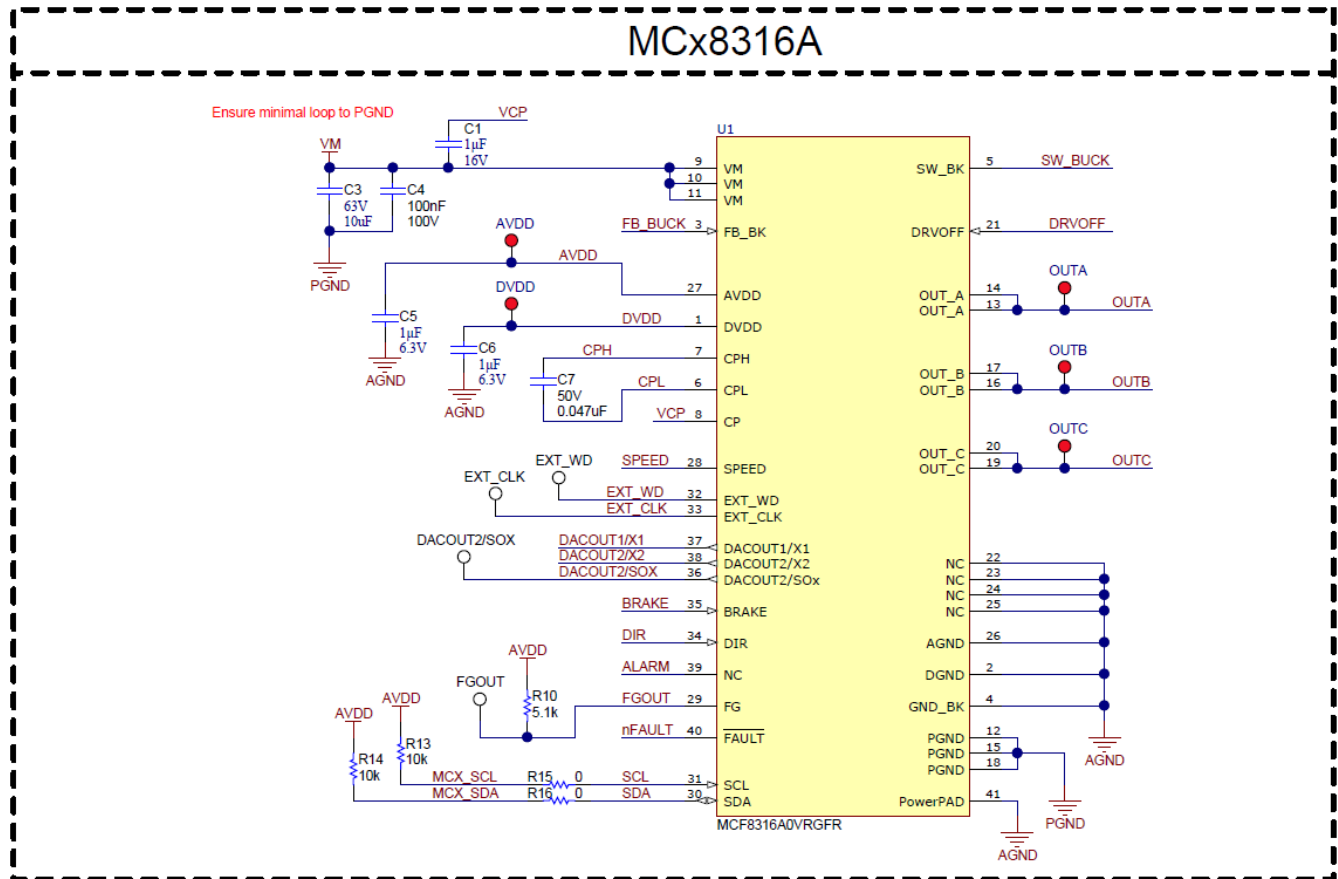 MCx8316A
Ensure minimal loop to PGND
VCP
C1
1µF
16V
VM
C3
63V
10uF
C4
100nF
100V
PGND
AVDD
AVDD
C5
1µF
6.3V
AGND
DVDD
DVDD
C6
1µF
6.3V
AGND
CPH
C7
50V
0.047uF
CPL
VCP
FB_BUCK
SPEED
EXT_WD
EXT_CLK
EXT_WD
EXT_CLK
DACOUT2/SOX
DACOUT1/X1
DACOUT2/X2
DACOUT2/SOX
BRAKE
DIR
ALARM
FGOUT
nFAULT
AVDD
FGOUT
R10
5.1k
AVDD
AVDD
R13
10k
R14
10k
MCX_SCL R15 0 SCL
MCX_SDA R16 0 SDA
U1
9 VM
10 VM
11 VM
3 FB_BK
27 AVDD
1 DVDD
7 CPH
6 CPL
8 CP
28 SPEED
32 EXT_WD
33 EXT_CLK
37 DACOUT1/X1
38 DACOUT2/X2
36 DACOUT2/SOx
35 BRAKE
34 DIR
39 NC
29 FG
40 FAULT
31 SCL
30 SDA
SW_BK 5 SW_BUCK
DRVOFF 21 DRVOFF
OUTA
OUT_A 14
OUT_A 13 OUTA
OUTB
OUT_B 17
OUT_B 16 OUTB
OUTC
OUT_C 20
OUT_C 19 OUTC
NC 22
NC 23
NC 24
NC 25
AGND 26
DGND 2
GND_BK 4
PGND 12
PGND 15
PGND 18
PowerPAD 41
AGND
PGND
AGND
MCF8316A0VRGFR